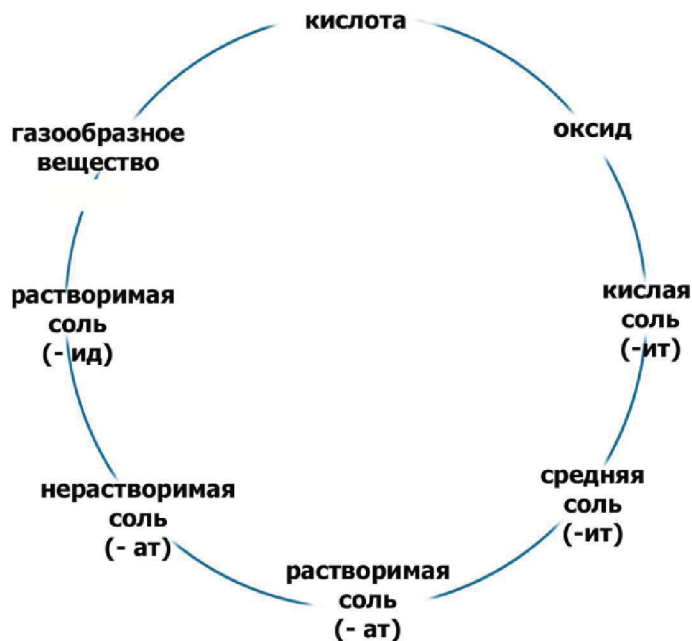 кислота
оксид
кислая
соль
(-ит)
средняя
соль
(-ит)
растворимая
соль
(- ат)
нерастворимая
соль
(- ат)
растворимая
соль
(- ид)
газообразное
вещество